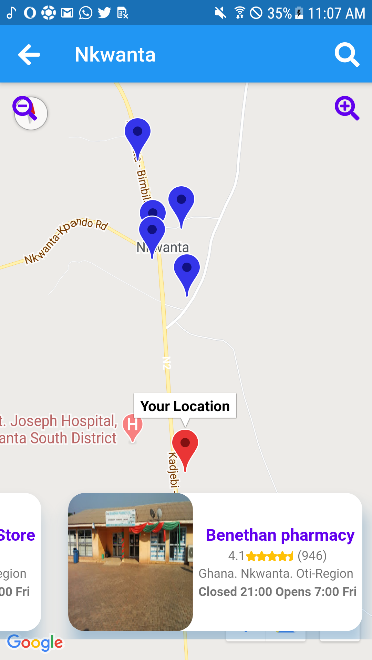 35% 11:07 AM
Nkwanta
- Bimbil
Nkwanta-Kpando Rd
Nkwanta
N2
Your Location
t. Joseph Hospital,
anta South District
H
Kadjebi -
Store
egion
00 Fri
Benethan pharmacy
4.1 (946)
Ghana. Nkwanta. Oti-Region
Closed 21:00 Opens 7:00 Fri
Google